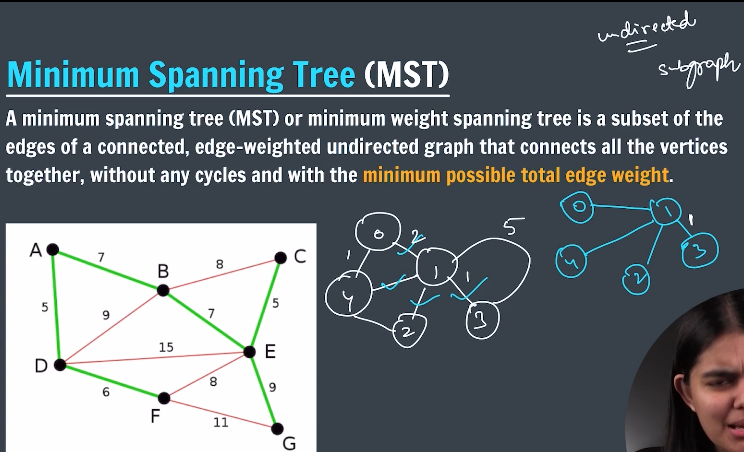 undirected
subgraph
Minimum Spanning Tree (MST)
A minimum spanning tree (MST) or minimum weight spanning tree is a subset of the
edges of a connected, edge-weighted undirected graph that connects all the vertices
together, without any cycles and with the minimum possible total edge weight.
A
7
B
8
C
5
9
7
5
D
15
E
6
F
8
9
11
G
0
2
1
1
1
4
2
3
5
0
1
1
4
2
3